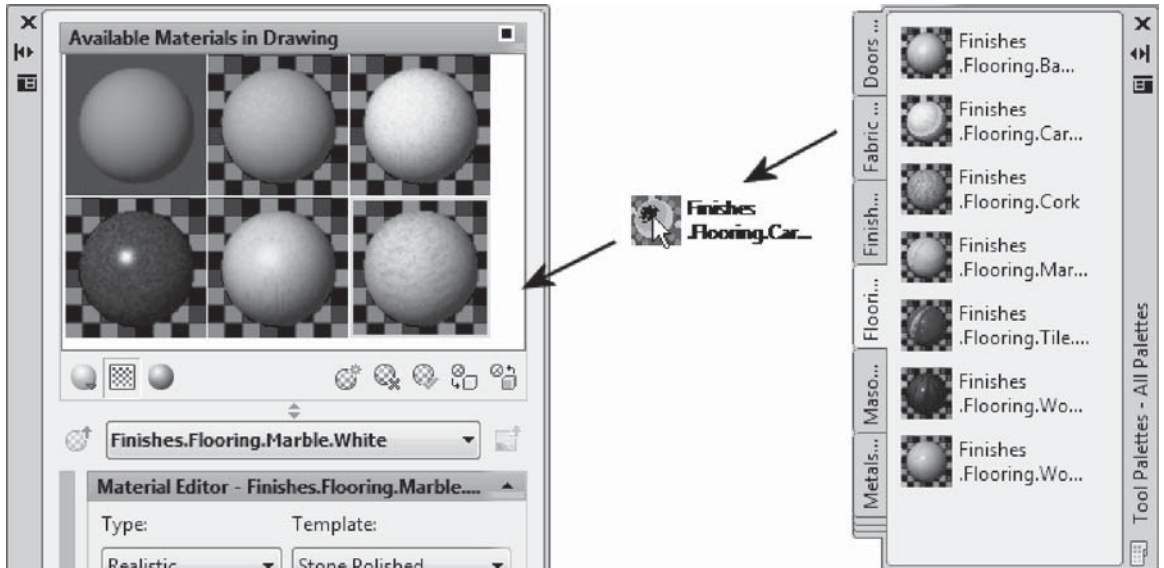 Available Materials in Drawing
Finishes.Flooring.Marble.White
Material Editor - Finishes.Flooring.Marble....
Type:
Template:
Realistic
Stone Polished
Finishes
.Flooring.Car...
Doors ...
Fabric ...
Finish...
Floori...
Maso...
Metals...
Finishes
.Flooring.Ba...
Finishes
.Flooring.Car...
Finishes
.Flooring.Cork
Finishes
.Flooring.Mar...
Finishes
.Flooring.Tile....
Finishes
.Flooring.Wo...
Finishes
.Flooring.Wo...
Tool Palettes - All Palettes